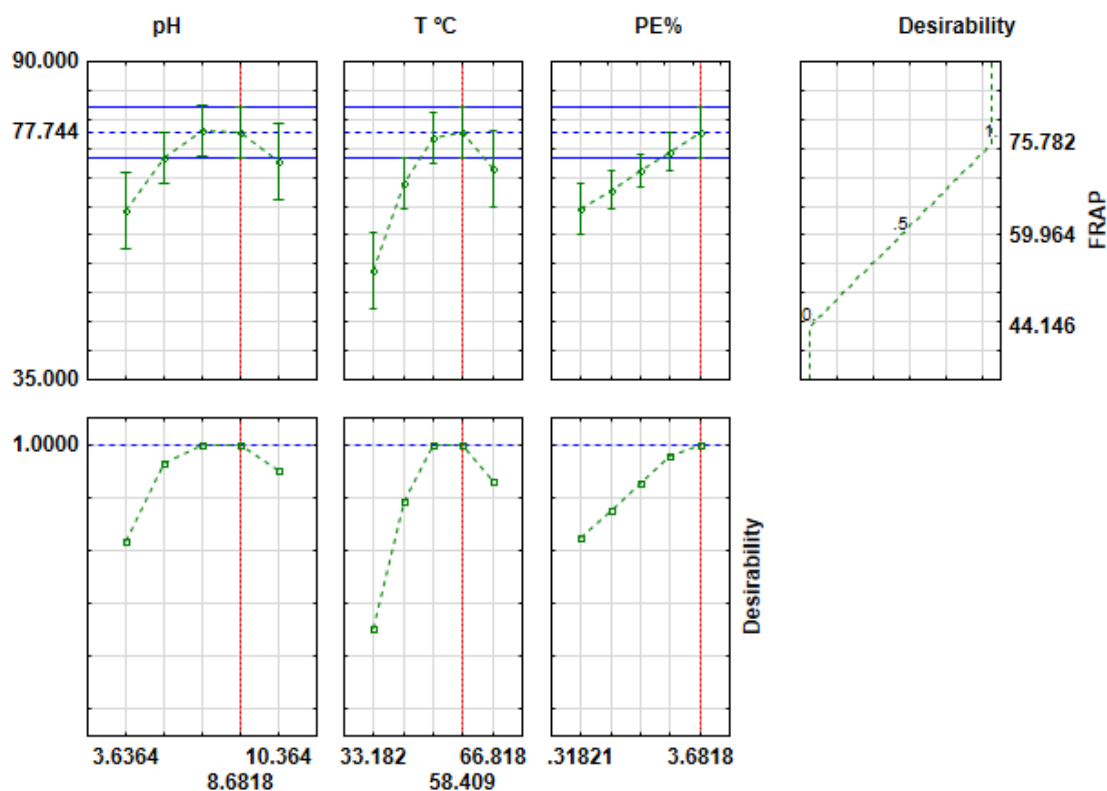 pH T ºC PE% Desirability
90.000
77.744
35.000
1.
.5
0.
75.782
59.964
44.146
FRAP
1.0000
Desirability
3.6364 10.364 33.182 66.818 .31821 3.6818
8.6818 58.409